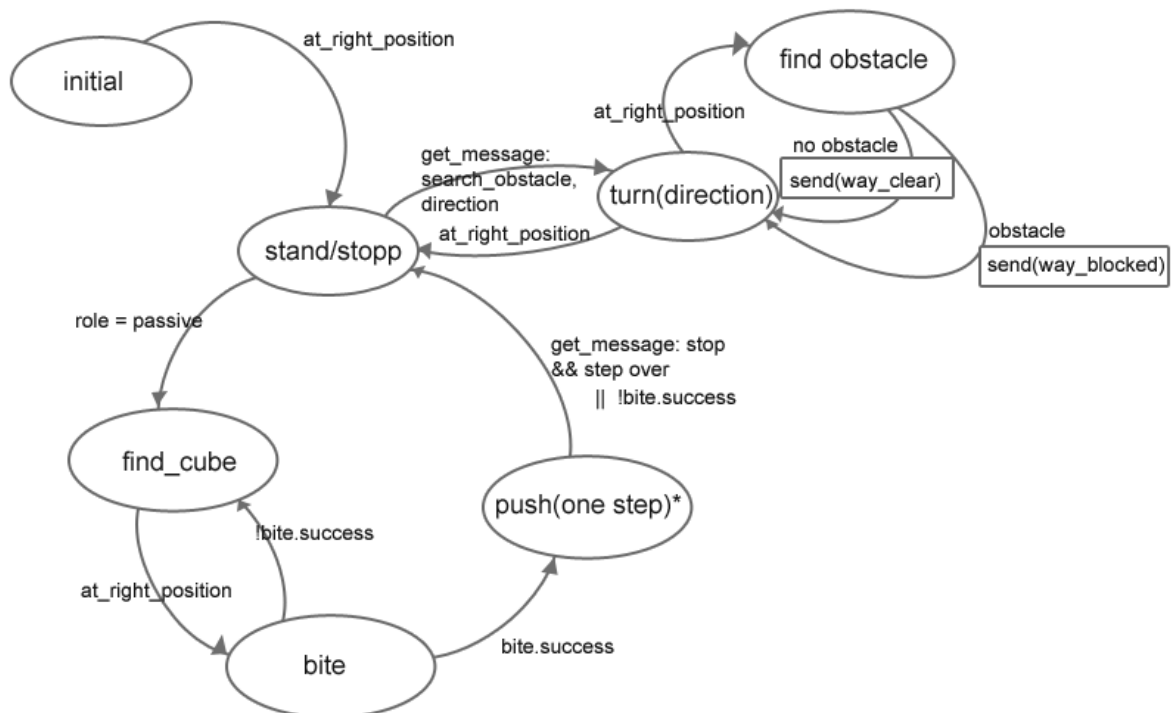 at_right_position
initial
find obstacle
at_right_position
no obstacle
send(way_clear)
get_message:
search_obstacle,
direction
turn(direction)
at_right_position
obstacle
send(way_blocked)
stand/stopp
role = passive
get_message: stop
&& step over
|| !bite.success
find_cube
push(one step)*
!bite.success
at_right_position
bite.success
bite